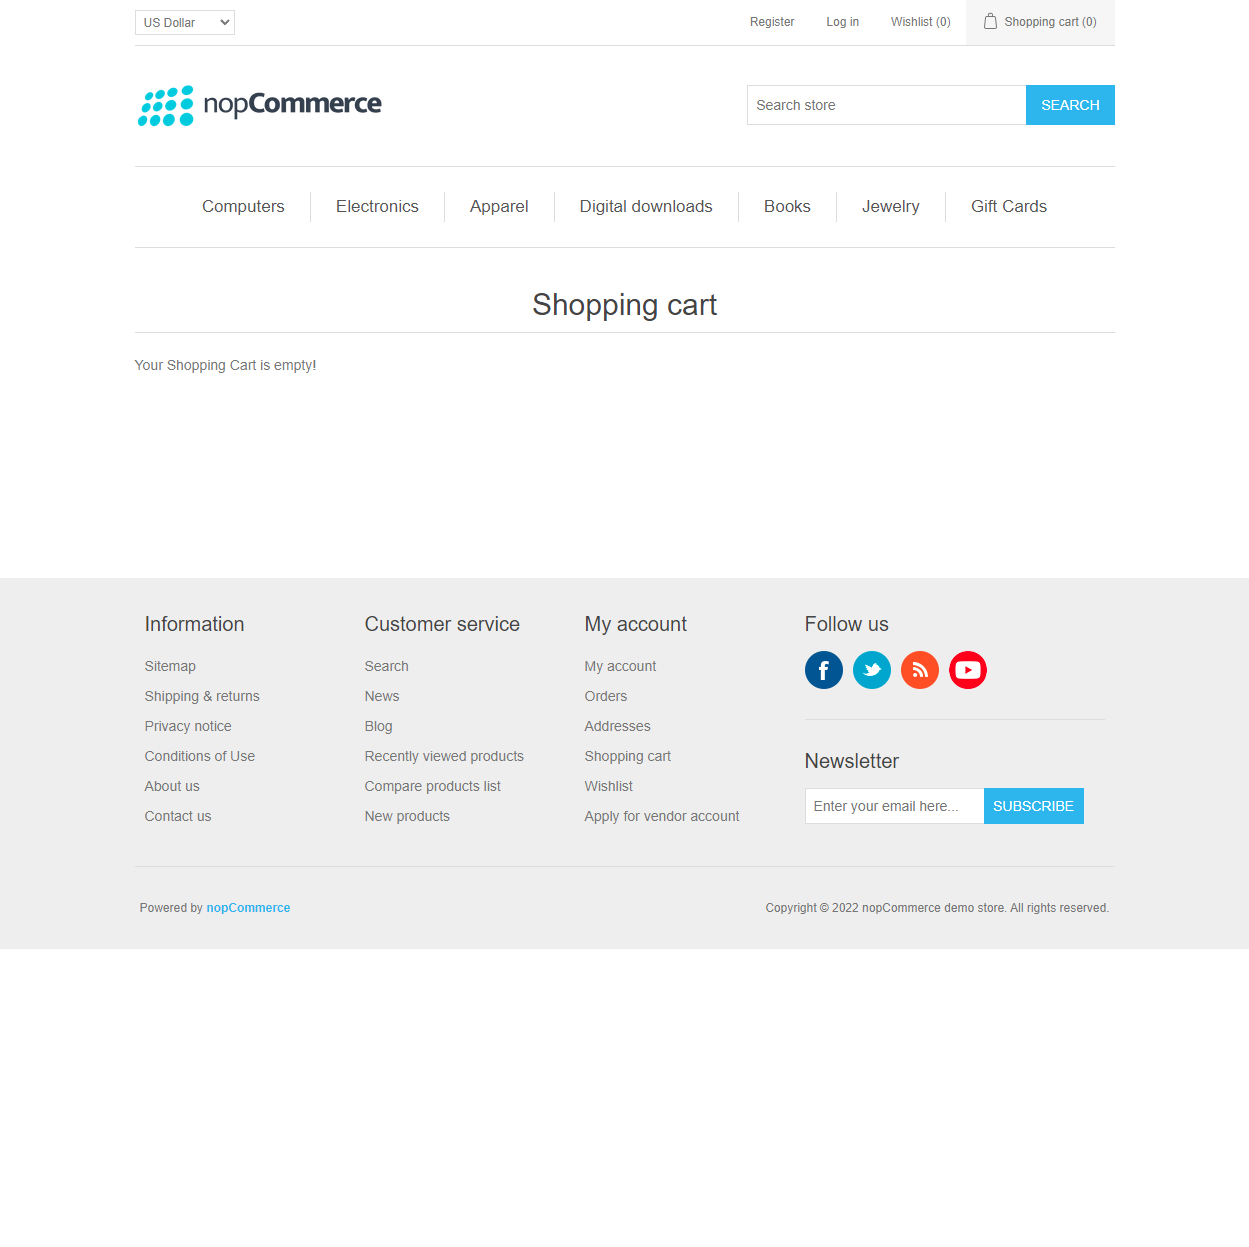 US Dollar
Register
Log in
Wishlist (0)
Shopping cart (0)
nopCommerce
Search store
SEARCH
Computers
Electronics
Apparel
Digital downloads
Books
Jewelry
Gift Cards
Shopping cart
Your Shopping Cart is empty!
Information
Sitemap
Shipping & returns
Privacy notice
Conditions of Use
About us
Contact us
Customer service
Search
News
Blog
Recently viewed products
Compare products list
New products
My account
My account
Orders
Addresses
Shopping cart
Wishlist
Apply for vendor account
Follow us
Newsletter
Enter your email here...
SUBSCRIBE
Powered by nopCommerce
Copyright © 2022 nopCommerce demo store. All rights reserved.